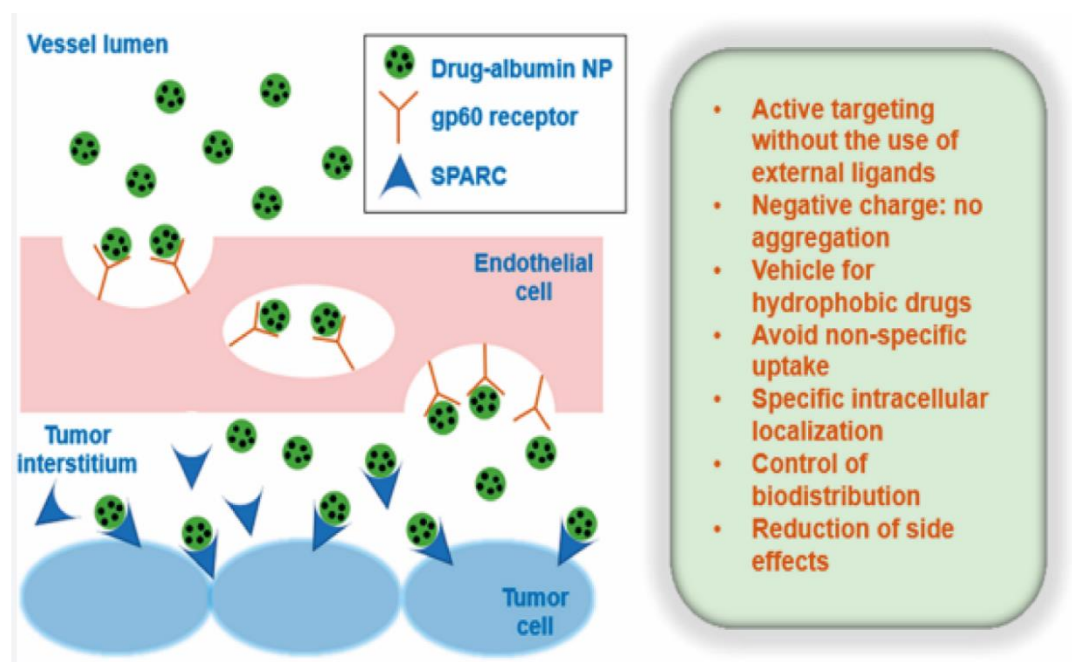 Vessel lumen
Drug-albumin NP
gp60 receptor
SPARC
Endothelial
cell
Tumor
interstitium
Tumor
cell
• Active targeting
without the use of
external ligands
• Negative charge: no
aggregation
• Vehicle for
hydrophobic drugs
• Avoid non-specific
uptake
• Specific intracellular
localization
• Control of
biodistribution
• Reduction of side
effects